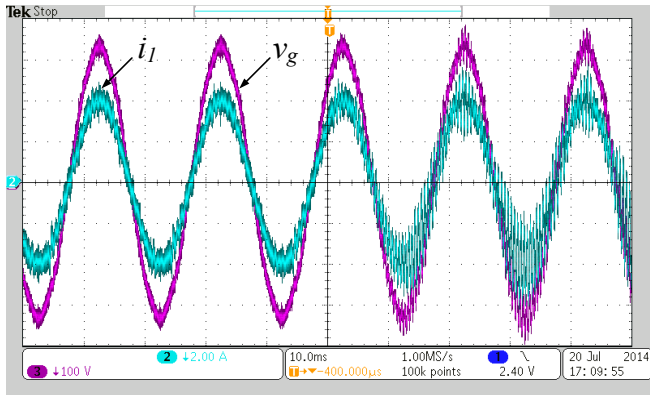 Tek Stop
T
T
i1 vg
2
2 ↓2.00 A 10.0ms 1.00MS/s 1 2.40 V 20 Jul 2014
3 ↓100 V T→▼-400.000µs 100k points 17:09:55